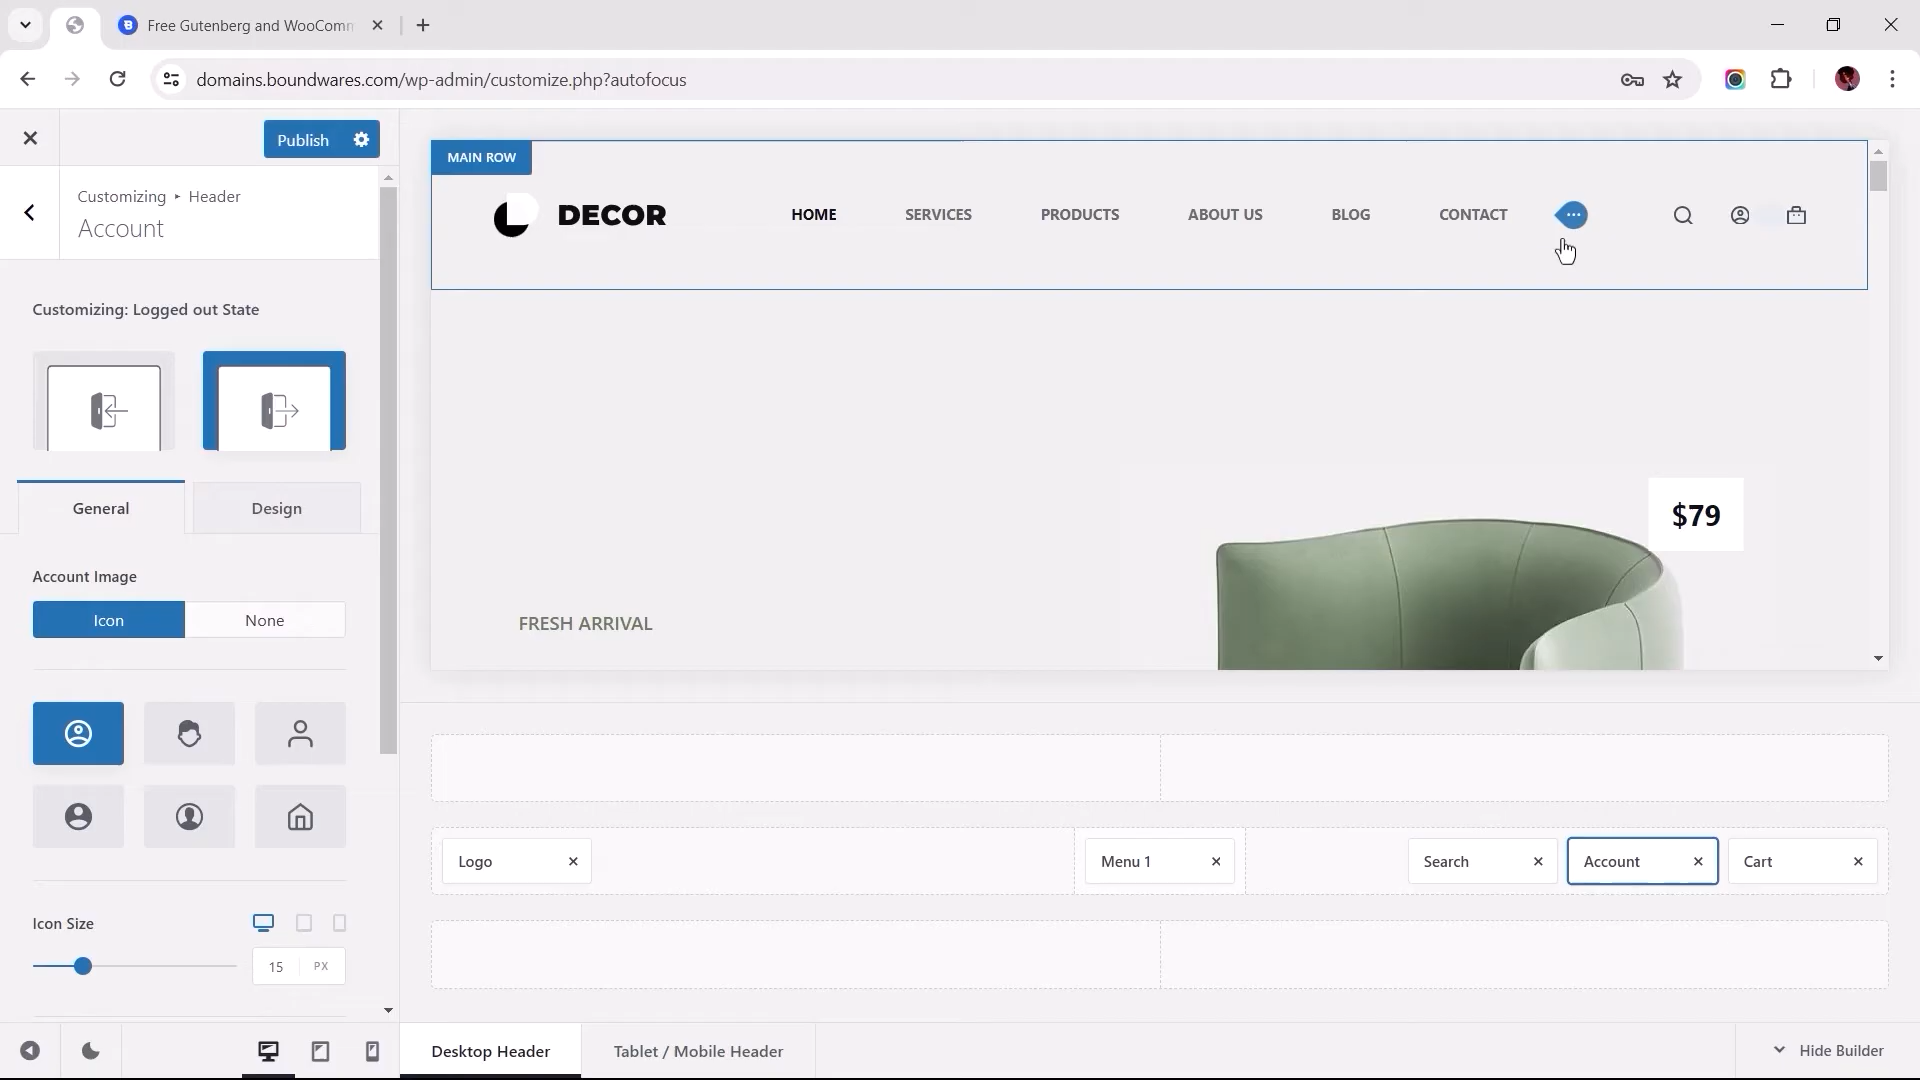 Free Gutenberg and WooComm
domains.boundwares.com/wp-admin/customize.php?autofocus
Publish
Customizing ▸ Header
Account
Customizing: Logged out State
General
Design
Account Image
Icon
None
Icon Size
15 PX
MAIN ROW
DECOR
HOME
SERVICES
PRODUCTS
ABOUT US
BLOG
CONTACT
$79
FRESH ARRIVAL
Logo
Menu 1
Search
Account
Cart
Desktop Header
Tablet / Mobile Header
Hide Builder